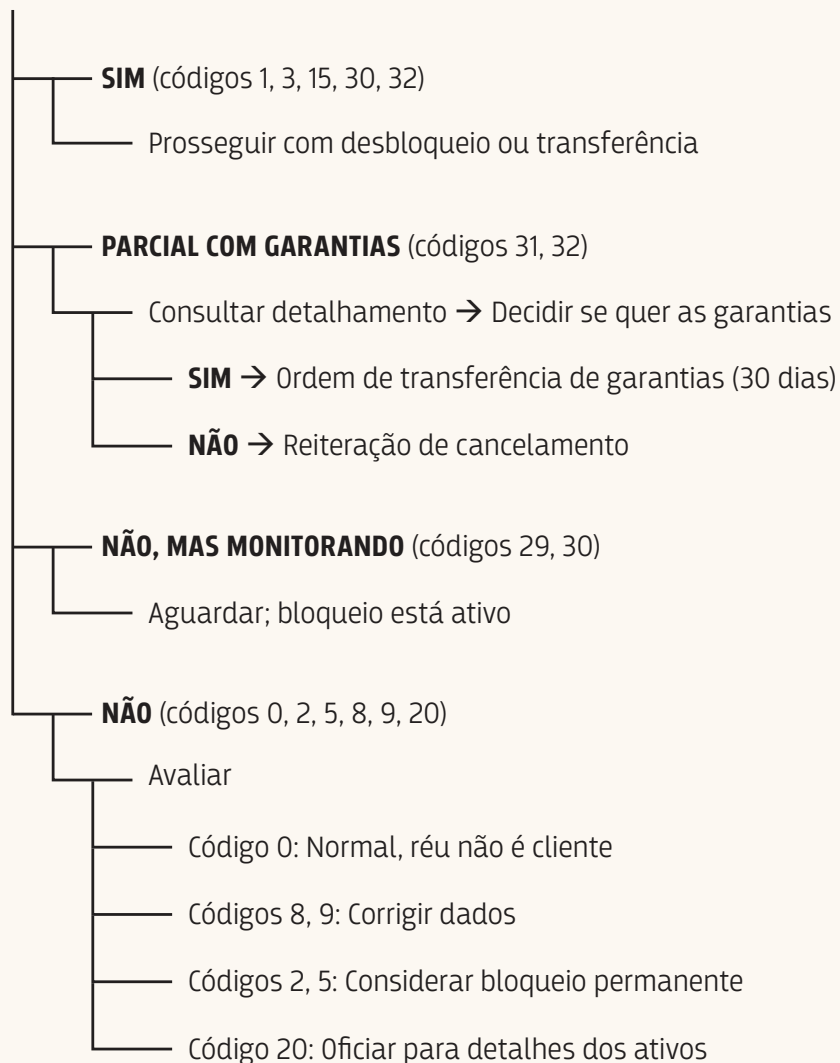 SIM (códigos 1, 3, 15, 30, 32)
Prosseguir com desbloqueio ou transferência
PARCIAL COM GARANTIAS (códigos 31, 32)
Consultar detalhamento → Decidir se quer as garantias
SIM → Ordem de transferência de garantias (30 dias)
NÃO → Reiteração de cancelamento
NÃO, MAS MONITORANDO (códigos 29, 30)
Aguardar; bloqueio está ativo
NÃO (códigos 0, 2, 5, 8, 9, 20)
Avaliar
Código 0: Normal, réu não é cliente
Códigos 8, 9: Corrigir dados
Códigos 2, 5: Considerar bloqueio permanente
Código 20: Oficiar para detalhes dos ativos